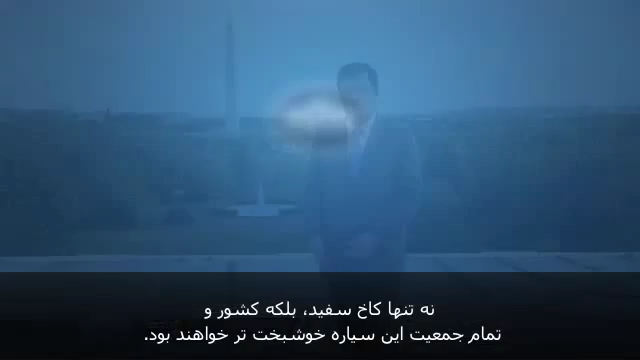 نه تنها کاخ سفید، بلکه کشور و
تمام جمعیت این سیاره خوشبخت تر خواهند بود.